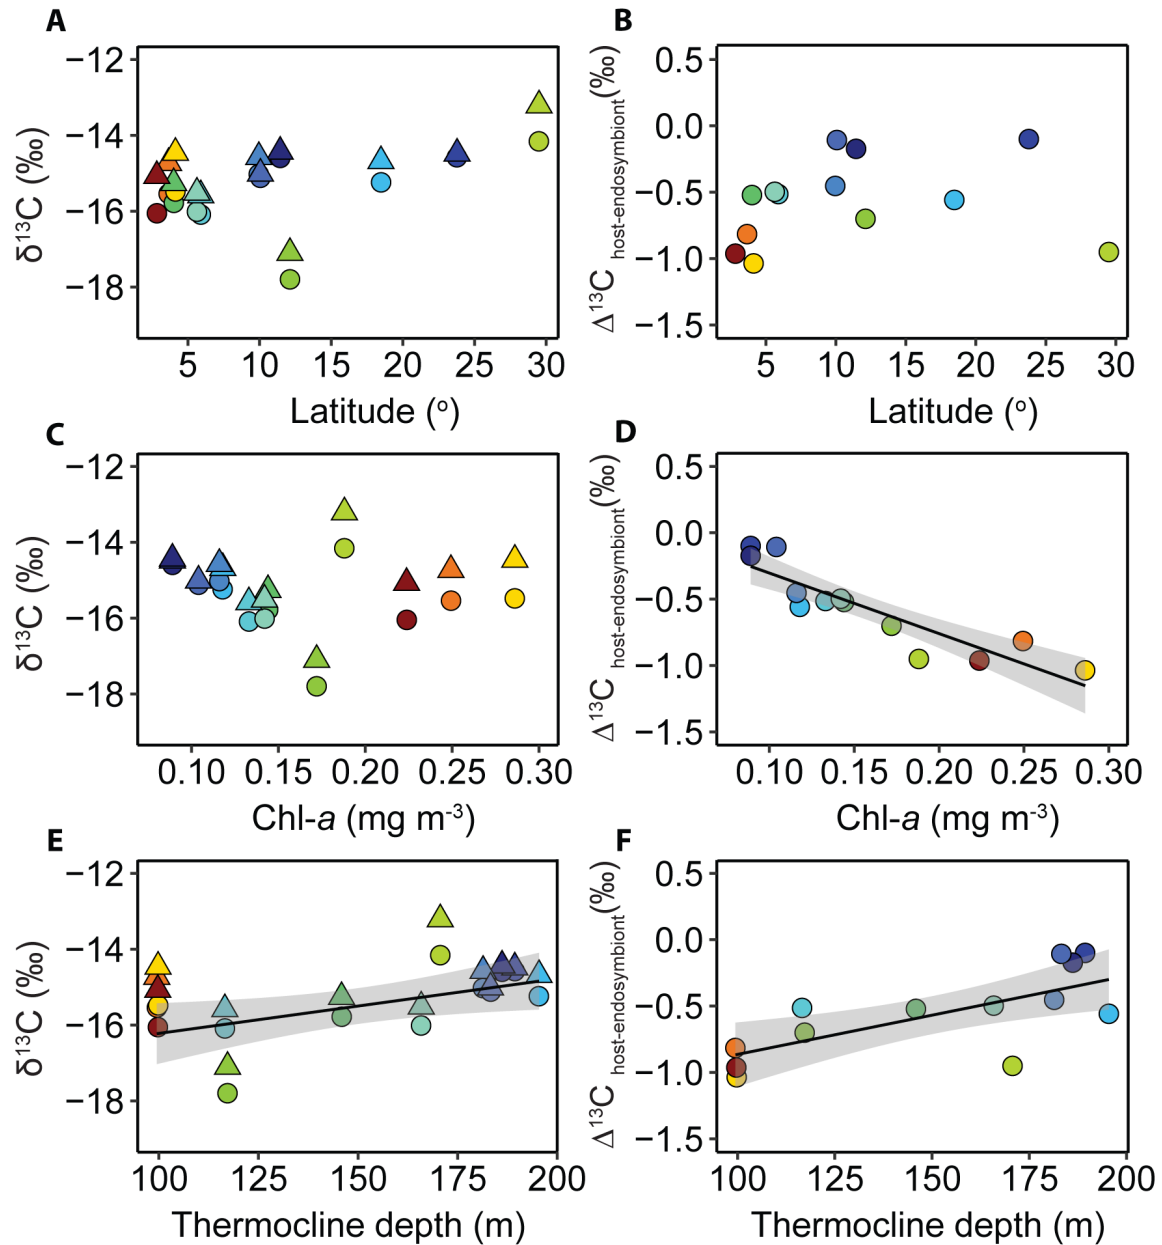 A
−12
−14
−16
−18
δ¹³C (‰)
5 10 15 20 25 30
Latitude (°)
B
0.5
0.0
−0.5
−1.0
−1.5
Δ¹³C host-endosymbiont(‰)
5 10 15 20 25 30
Latitude (°)
C
−12
−14
−16
−18
δ¹³C (‰)
0.10 0.15 0.20 0.25 0.30
Chl-a (mg m⁻³)
D
0.5
0.0
−0.5
−1.0
−1.5
Δ¹³C host-endosymbiont(‰)
0.10 0.15 0.20 0.25 0.30
Chl-a (mg m⁻³)
E
−12
−14
−16
−18
δ¹³C (‰)
100 125 150 175 200
Thermocline depth (m)
F
0.5
0.0
−0.5
−1.0
−1.5
Δ¹³C host-endosymbiont(‰)
100 125 150 175 200
Thermocline depth (m)